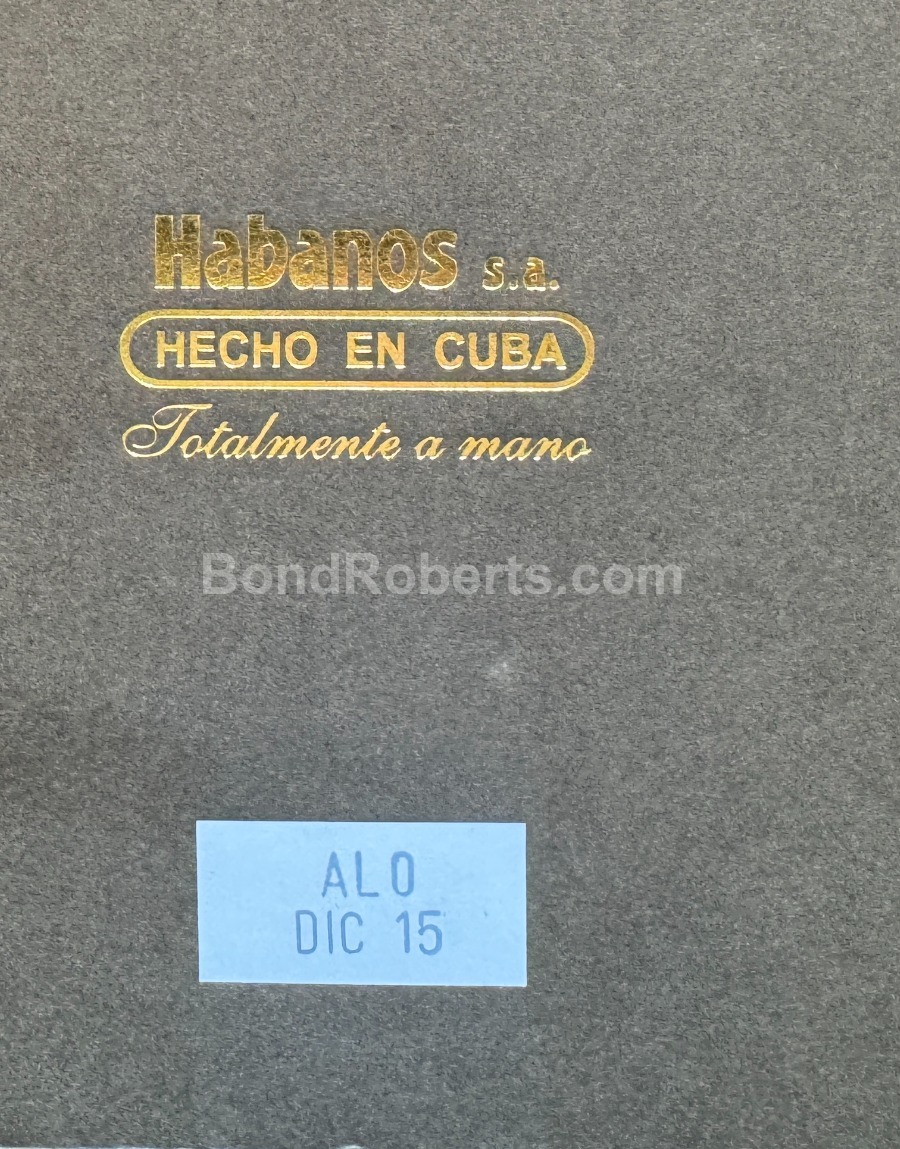 Habanos s.a.
HECHO EN CUBA
Totalmente a mano
BondRoberts.com
ALO
DIC 15